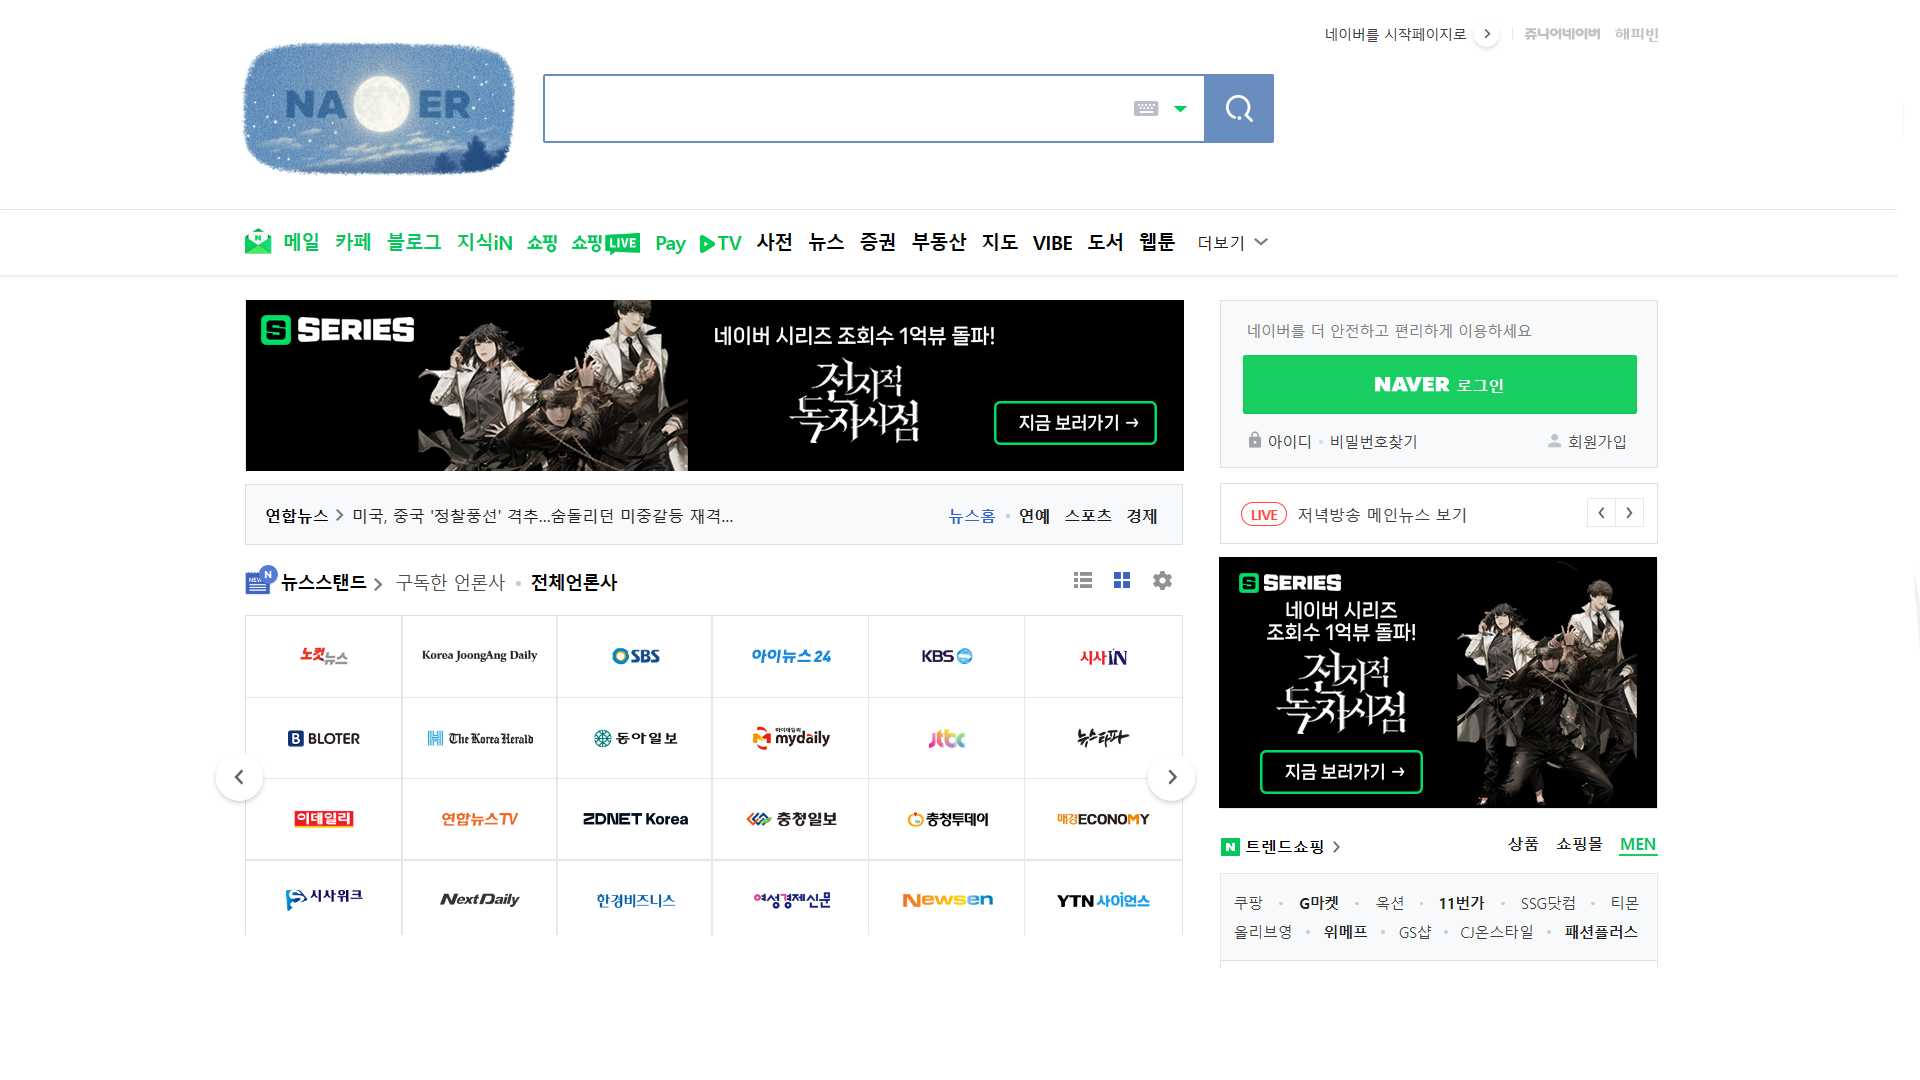 네이버를 시작페이지로
쥬니어네이버 해피빈
NA ER
메일 카페 블로그 지식iN 쇼핑 쇼핑LIVE Pay TV 사전 뉴스 증권 부동산 지도 VIBE 도서 웹툰 더보기
S SERIES
네이버 시리즈 조회수 1억뷰 돌파!
전지적
독자시점
지금 보러가기 →
네이버를 더 안전하고 편리하게 이용하세요
NAVER 로그인
아이디 비밀번호찾기 회원가입
연합뉴스 > 미국, 중국 '정찰풍선' 격추...숨돌리던 미중갈등 재격...
뉴스홈 연예 스포츠 경제
LIVE 저녁방송 메인뉴스 보기
NEW N 뉴스스탠드 > 구독한 언론사 전체언론사
노컷뉴스 Korea JoongAng Daily SBS 아이뉴스24 KBS 시사IN
B BLOTER The Korea Herald 동아일보 마이데일리 mydaily jtbc 뉴스타파
이데일리 연합뉴스TV ZDNET Korea 충청일보 충청투데이 매경ECONOMY
시사위크 NextDaily 한경비즈니스 여성경제신문 Newsen YTN 사이언스
S SERIES
네이버 시리즈
조회수 1억뷰 돌파!
전지적
독자시점
지금 보러가기 →
N 트렌드쇼핑 >
상품 쇼핑몰 MEN
쿠팡 G마켓 옥션 11번가 SSG닷컴 티몬
올리브영 위메프 GS샵 CJ온스타일 패션플러스